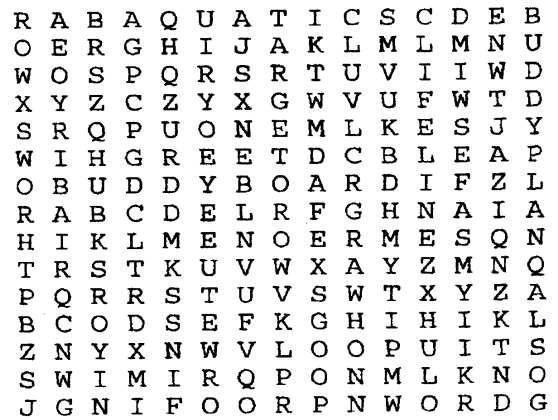 R A B A Q U A T I C S C D E B
O E R G H I J A K L M L M N U
W O S P Q R S R T U V I I W D
X Y Z C Z Y X G W V U F W T D
S R Q P U O N E M L K E S J Y
W I H G R E E T D C B L E A P
O B U D D Y B O A R D I F Z L
R A B C D E L R F G H N A I A
H I K L M E N O E R M E S Q N
T R S T K U V W X A Y Z M N Q
P Q R R S T U V S W T X Y Z A
B C O D S E F K G H I H I K L
Z N Y X N W V L O O P U I T S
S W I M I R Q P O N M L K N O
J G N I F O O R P N W O R D G